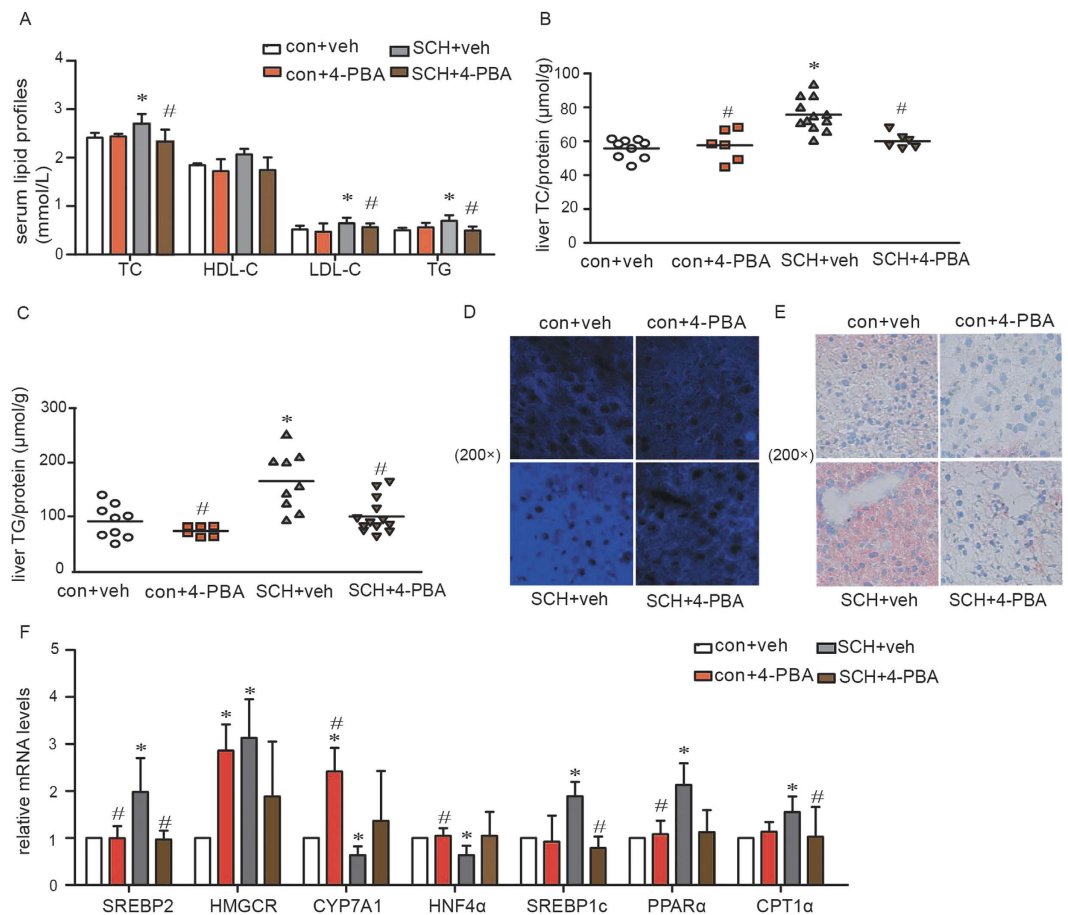 A
con+veh
SCH+veh
con+4-PBA
SCH+4-PBA
serum lipid profiles
(mmol/L)
4
3
2
1
0
*
#
*
#
*
#
TC
HDL-C
LDL-C
TG
B
liver TC/protein (μmol/g)
100
80
60
40
20
0
#
*
#
con+veh
con+4-PBA
SCH+veh
SCH+4-PBA
C
liver TG/protein (μmol/g)
300
200
100
0
#
*
#
con+veh
con+4-PBA
SCH+veh
SCH+4-PBA
D
con+veh
con+4-PBA
(200×)
SCH+veh
SCH+4-PBA
E
con+veh
con+4-PBA
(200×)
SCH+veh
SCH+4-PBA
F
con+veh
SCH+veh
con+4-PBA
SCH+4-PBA
relative mRNA levels
5
4
3
2
1
0
#
*
#
*
*
#
*
*
#
*
*
#
#
*
*
#
SREBP2
HMGCR
CYP7A1
HNF4α
SREBP1c
PPARα
CPT1α